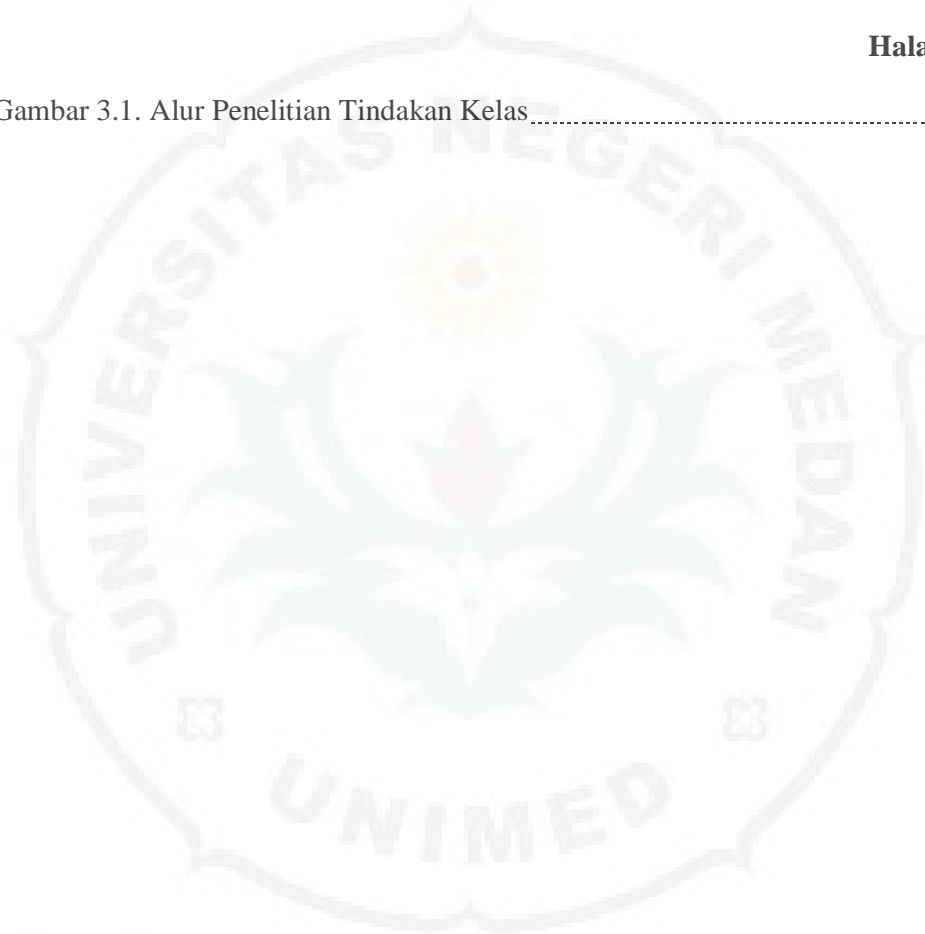 Hala
Gambar 3.1. Alur Penelitian Tindakan Kelas
UNIVERSITAS NEGERI MEDAN
UNIMED